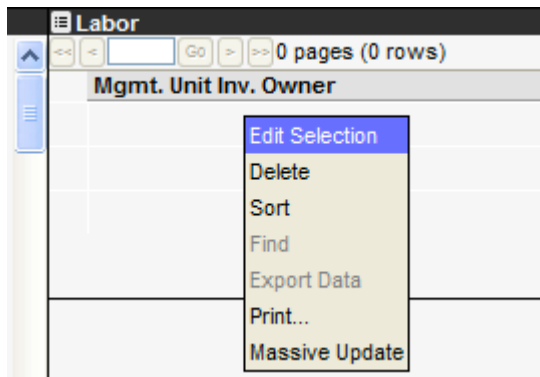 Labor
<< < Go > >> 0 pages (0 rows)
Mgmt. Unit Inv. Owner
Edit Selection
Delete
Sort
Find
Export Data
Print...
Massive Update